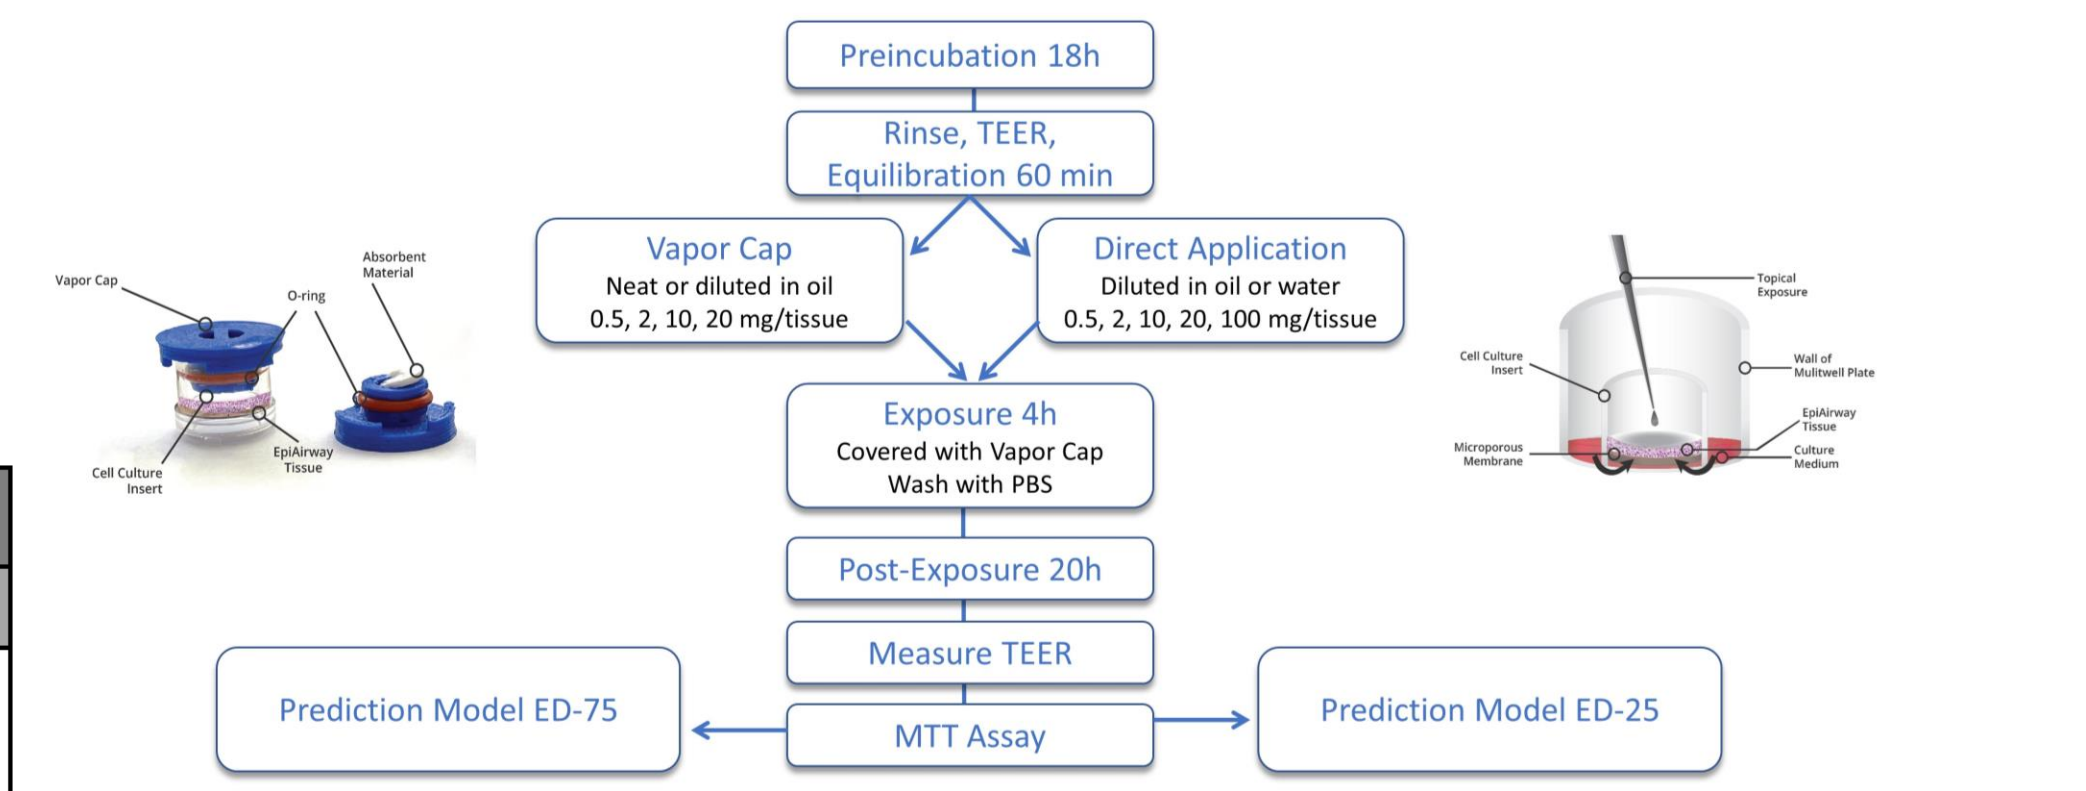 Preincubation 18h
Rinse, TEER,
Equilibration 60 min
Vapor Cap
Neat or diluted in oil
0.5, 2, 10, 20 mg/tissue
Direct Application
Diluted in oil or water
0.5, 2, 10, 20, 100 mg/tissue
Vapor Cap
O-ring
Absorbent
Material
Cell Culture
Insert
EpiAirway
Tissue
Topical
Exposure
Cell Culture
Insert
Wall of
Mulitwell Plate
EpiAirway
Tissue
Microporous
Membrane
Culture
Medium
Exposure 4h
Covered with Vapor Cap
Wash with PBS
Post-Exposure 20h
Measure TEER
MTT Assay
Prediction Model ED-75
Prediction Model ED-25